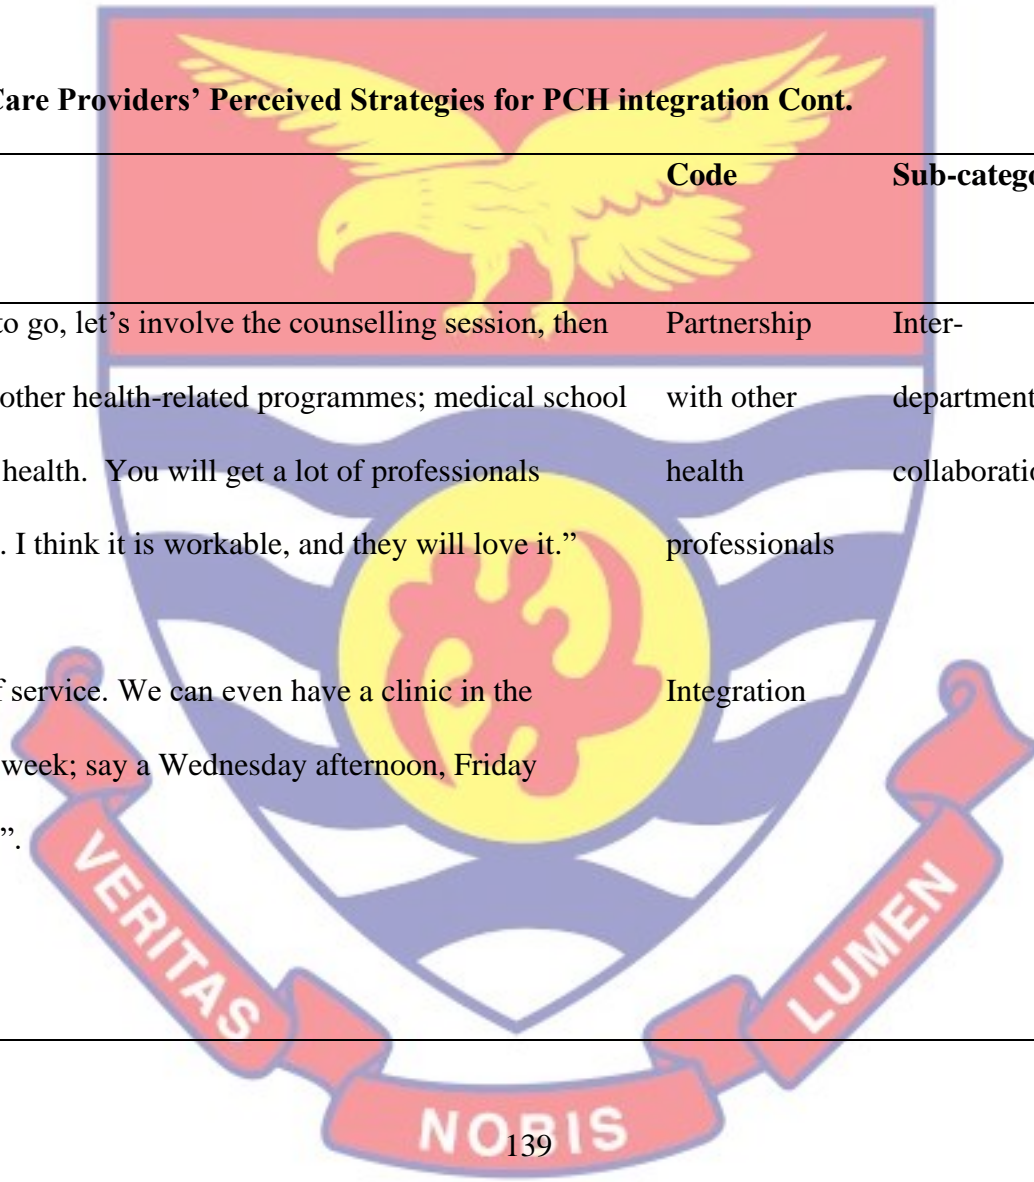 Care Providers’ Perceived Strategies for PCH integration Cont.
Code Sub-catego
to go, let’s involve the counselling session, then Partnership Inter-
other health-related programmes; medical school with other department
health. You will get a lot of professionals health collaboratio
. I think it is workable, and they will love it.” professionals
f service. We can even have a clinic in the Integration
week; say a Wednesday afternoon, Friday
”.
VERITAS
NOBIS
LUMEN
139